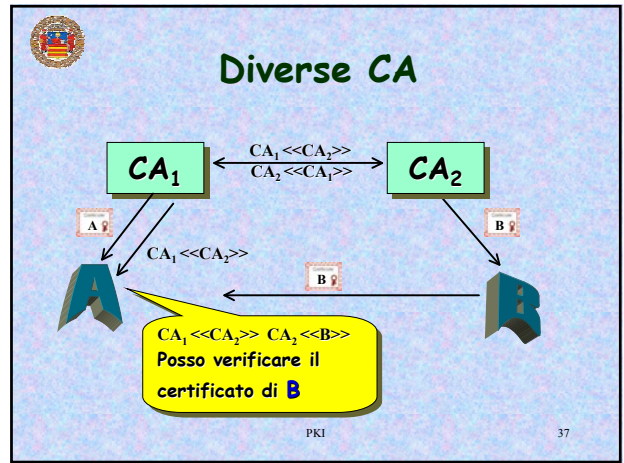 Diverse CA
CA₁ <<CA₂>>
CA₂ <<CA₁>>
CA₁
CA₂
A
B
CA₁ <<CA₂>>
B
A
B
CA₁ <<CA₂>> CA₂ <<B>>
Posso verificare il
certificato di B
PKI
37